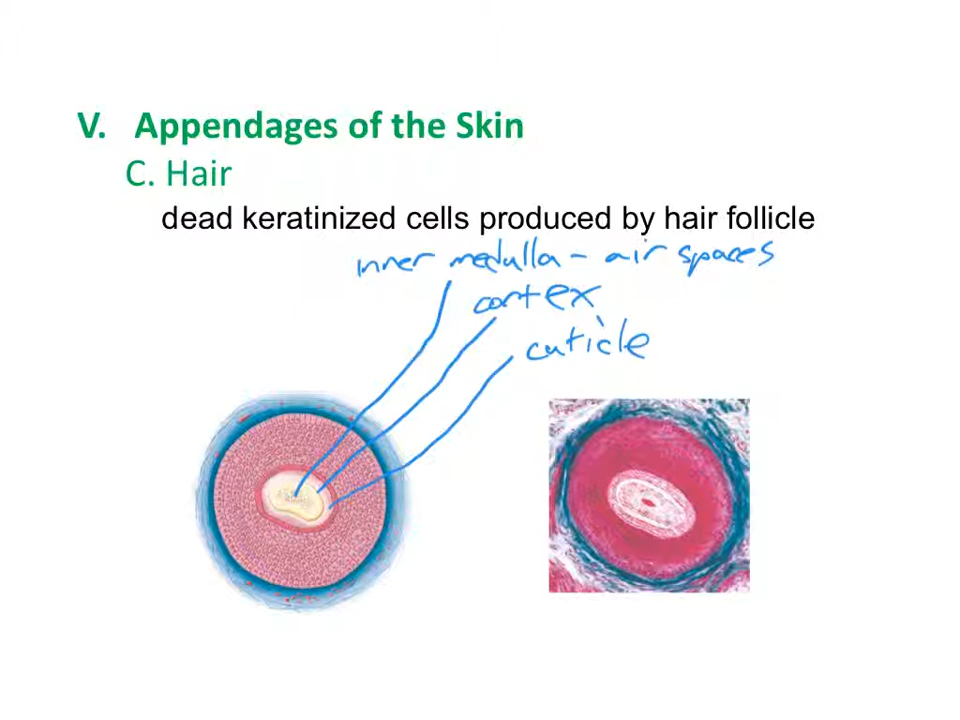 V. Appendages of the Skin
C. Hair
dead keratinized cells produced by hair follicle
inner medulla - air spaces
cortex
cuticle